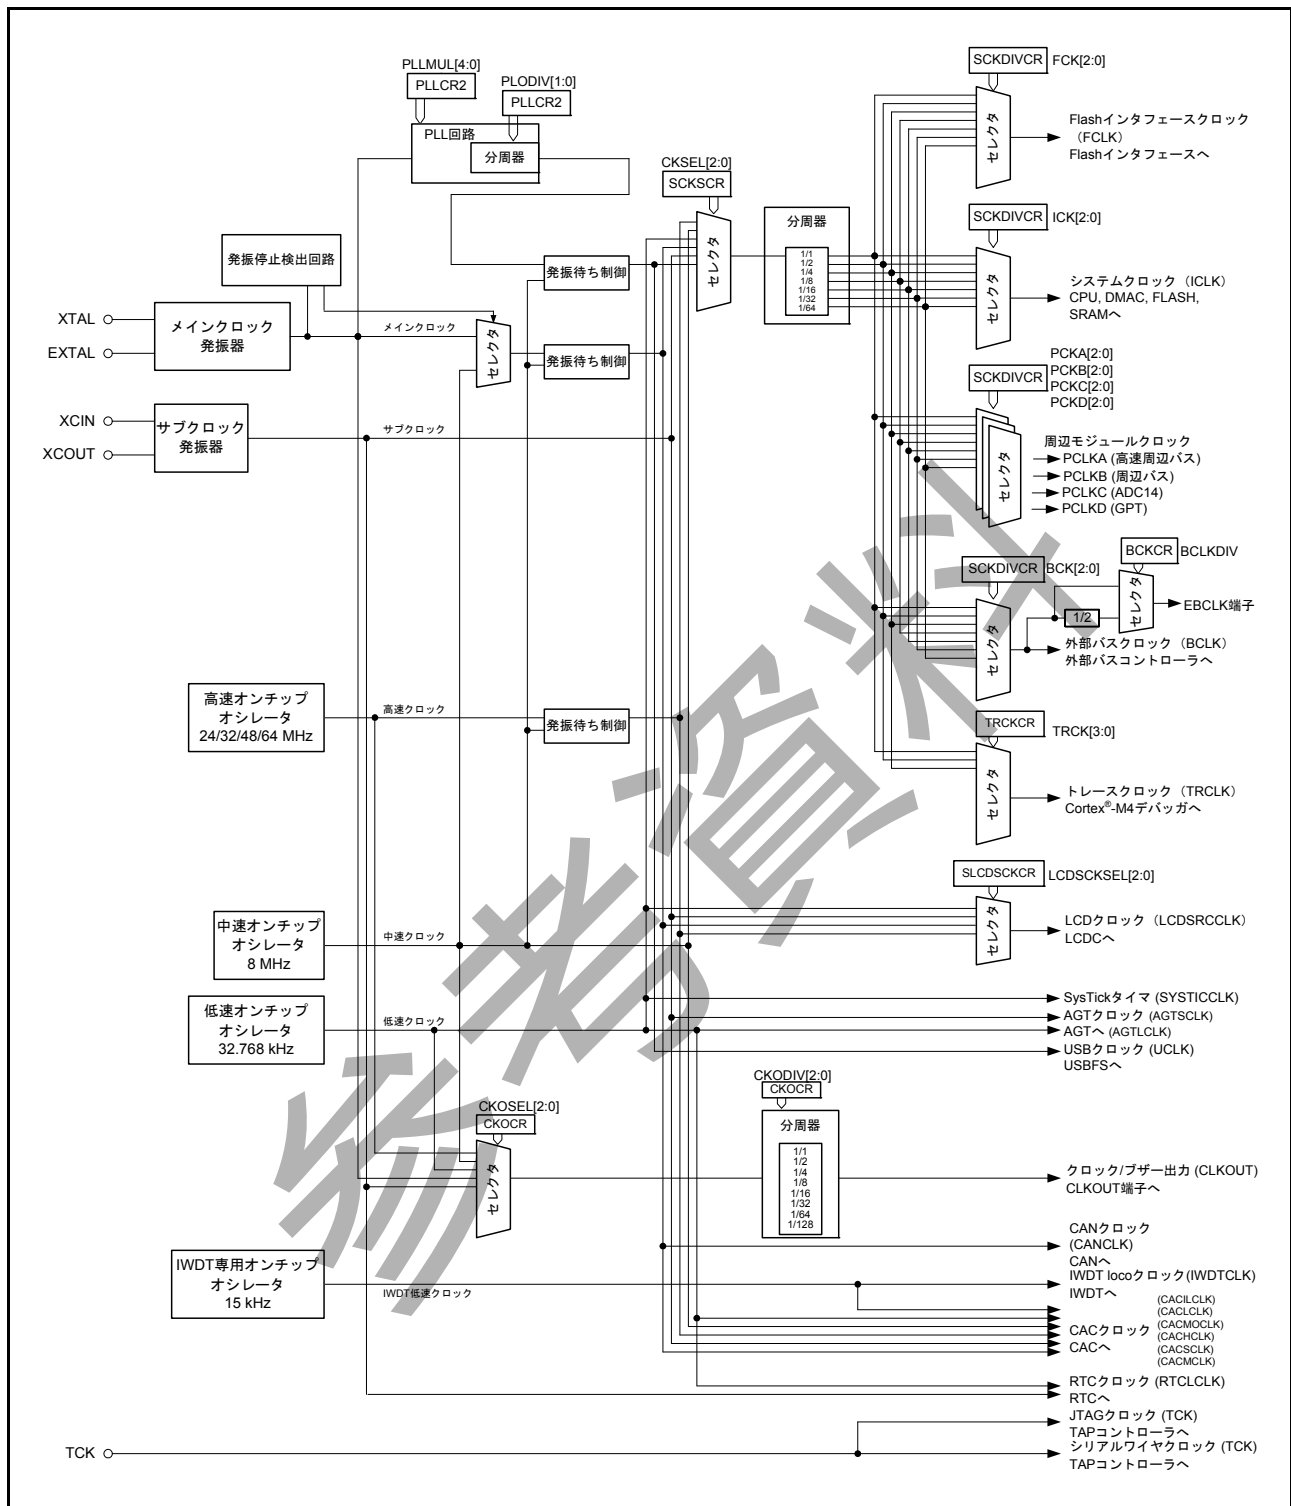 PLLMUL[4:0]
PLLCR2
PLODIV[1:0]
PLLCR2
PLL回路
分周器
CKSEL[2:0]
SCKSCR
セレクタ
分周器
1/1
1/2
1/4
1/8
1/16
1/32
1/64
発振停止検出回路
発振待ち制御
XTAL
EXTAL
メインクロック
発振器
メインクロック
セレクタ
発振待ち制御
XCIN
XCOUT
サブクロック
発振器
サブクロック
SCKDIVCR
FCK[2:0]
セレクタ
Flashインタフェースクロック
(FCLK)
Flashインタフェースへ
SCKDIVCR
ICK[2:0]
セレクタ
システムクロック (ICLK)
CPU, DMAC, FLASH,
SRAMへ
SCKDIVCR
PCKA[2:0]
PCKB[2:0]
PCKC[2:0]
PCKD[2:0]
セレクタ
周辺モジュールクロック
PCLKA (高速周辺バス)
PCLKB (周辺バス)
PCLKC (ADC14)
PCLKD (GPT)
SCKDIVCR
BCK[2:0]
セレクタ
BCKCR
BCLKDIV
セレクタ
1/2
EBCLK端子
外部バスクロック (BCLK)
外部バスコントローラへ
高速オンチップ
オシレータ
24/32/48/64 MHz
高速クロック
発振待ち制御
TRCKCR
TRCK[3:0]
セレクタ
トレースクロック (TRCLK)
Cortex®-M4デバッガへ
SLCDSCKCR
LCDSCKSEL[2:0]
セレクタ
LCDクロック (LCDSRCCLK)
LCDCへ
中速オンチップ
オシレータ
8 MHz
中速クロック
低速オンチップ
オシレータ
32.768 kHz
低速クロック
SysTickタイマ (SYSTICCLK)
AGTクロック (AGTSCLK)
AGTへ (AGTLCLK)
USBクロック (UCLK)
USBFSへ
CKOSEL[2:0]
CKOCR
セレクタ
CKODIV[2:0]
CKOCR
分周器
1/1
1/2
1/4
1/8
1/16
1/32
1/64
1/128
クロック/ブザー出力 (CLKOUT)
CLKOUT端子へ
CANクロック
(CANCLK)
CANへ
IWDT専用オンチップ
オシレータ
15 kHz
IWDT低速クロック
IWDT locoクロック(IWDTCLK)
IWDTへ
CACクロック
CACへ
(CACILCLK)
(CACLCLK)
(CACMOCLK)
(CACHCLK)
(CACSCLK)
(CACMCLK)
RTCクロック (RTCLCLK)
RTCへ
TCK
JTAGクロック (TCK)
TAPコントローラへ
シリアルワイヤクロック (TCK)
TAPコントローラへ
参考資料